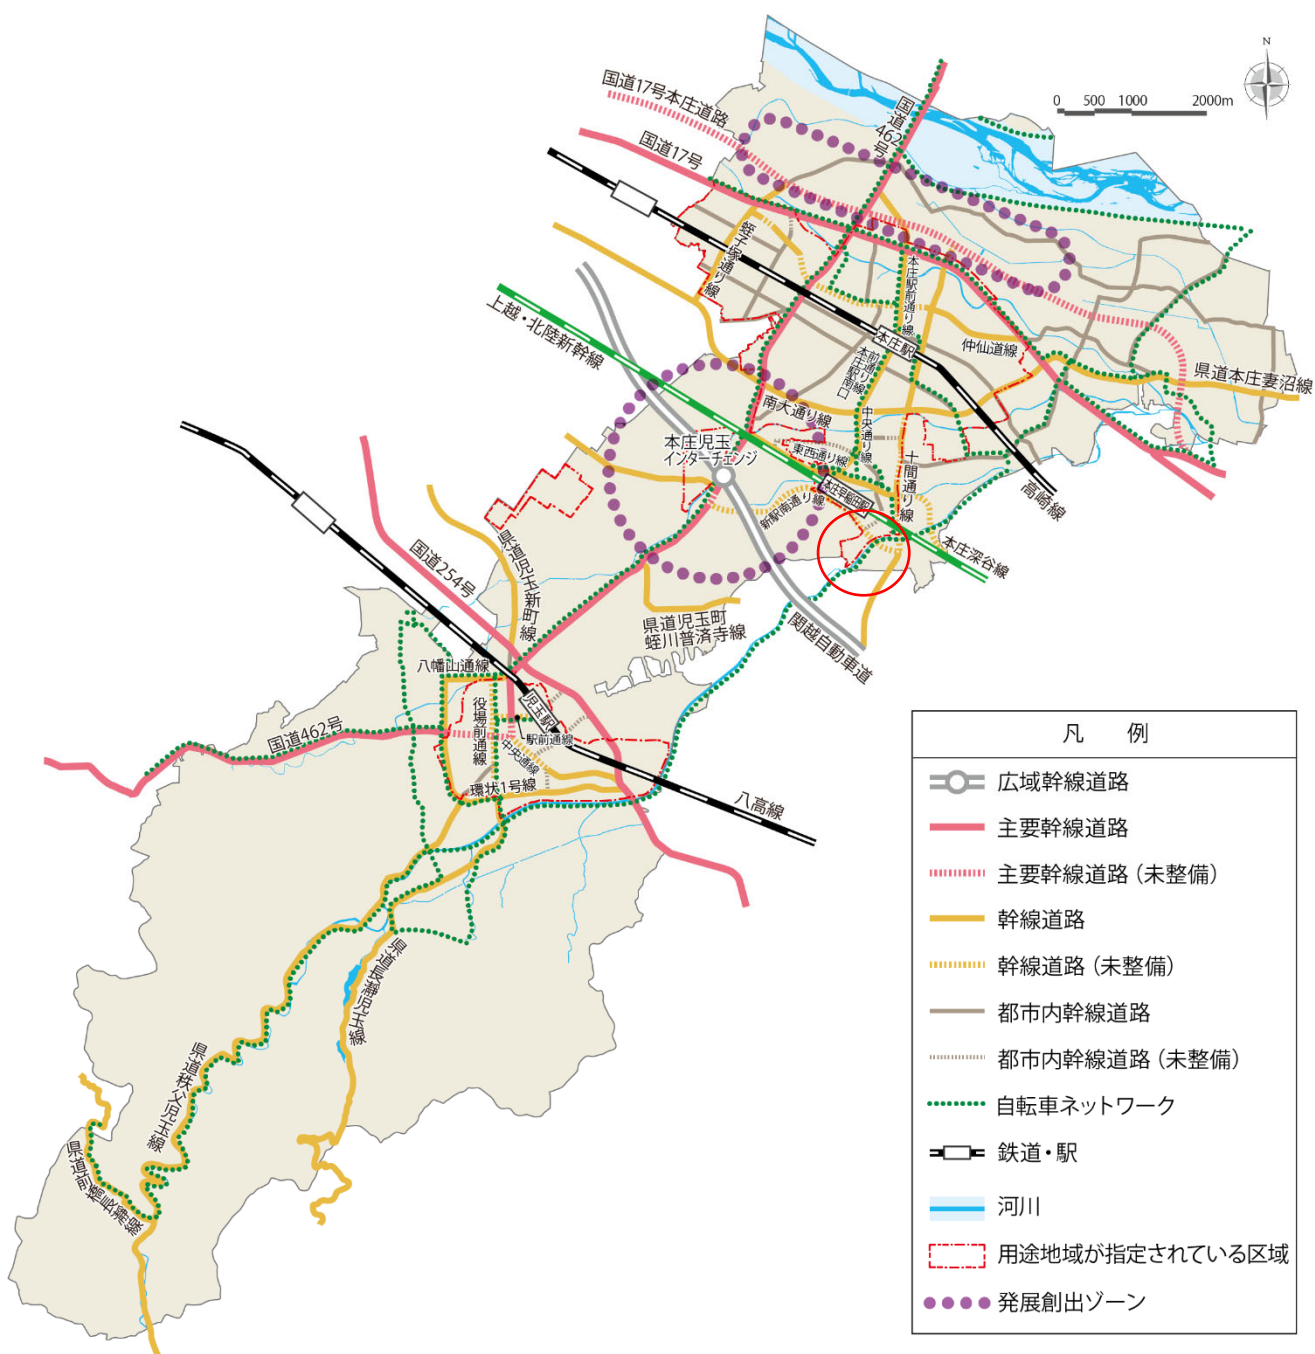 N
0 500 1000 2000m
国道17号本庄道路
国道462号
国道17号
蛭子塚通り線
本庄駅前通り線
上越・北陸新幹線
本庄駅
仲仙道線
本庄駅南口
前通り線
県道本庄妻沼線
南大通り線
中央通り線
本庄児玉
インターチェンジ
東西通り線
十間通り線
高崎線
本庄早稲田駅
新駅南通り線
本庄深谷線
国道254号
県道児玉新町線
県道児玉町
蛭川普済寺線
関越自動車道
八幡山通線
児玉駅
役場前通線
国道462号
駅前通線
中央通線
環状1号線
八高線
県道長瀞児玉線
県道秩父児玉線
県道前橋長瀞線
凡 例
広域幹線道路
主要幹線道路
主要幹線道路（未整備）
幹線道路
幹線道路（未整備）
都市内幹線道路
都市内幹線道路（未整備）
自転車ネットワーク
鉄道・駅
河川
用途地域が指定されている区域
発展創出ゾーン